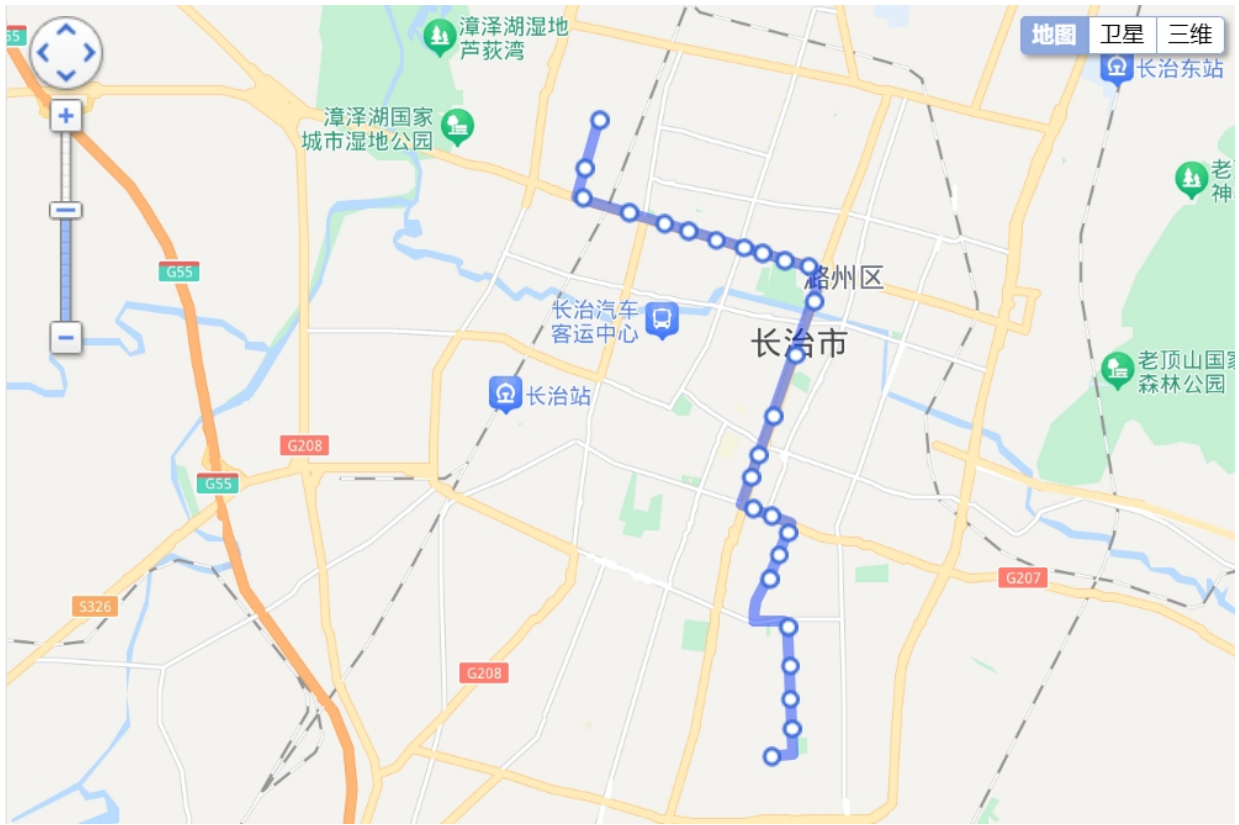 55
漳泽湖湿地
芦荻湾
地图
卫星
三维
长治东站
漳泽湖国家
城市湿地公园
老
神
G55
潞州区
长治汽车
客运中心
长治市
老顶山国家
森林公园
长治站
G208
G55
G207
S326
G208